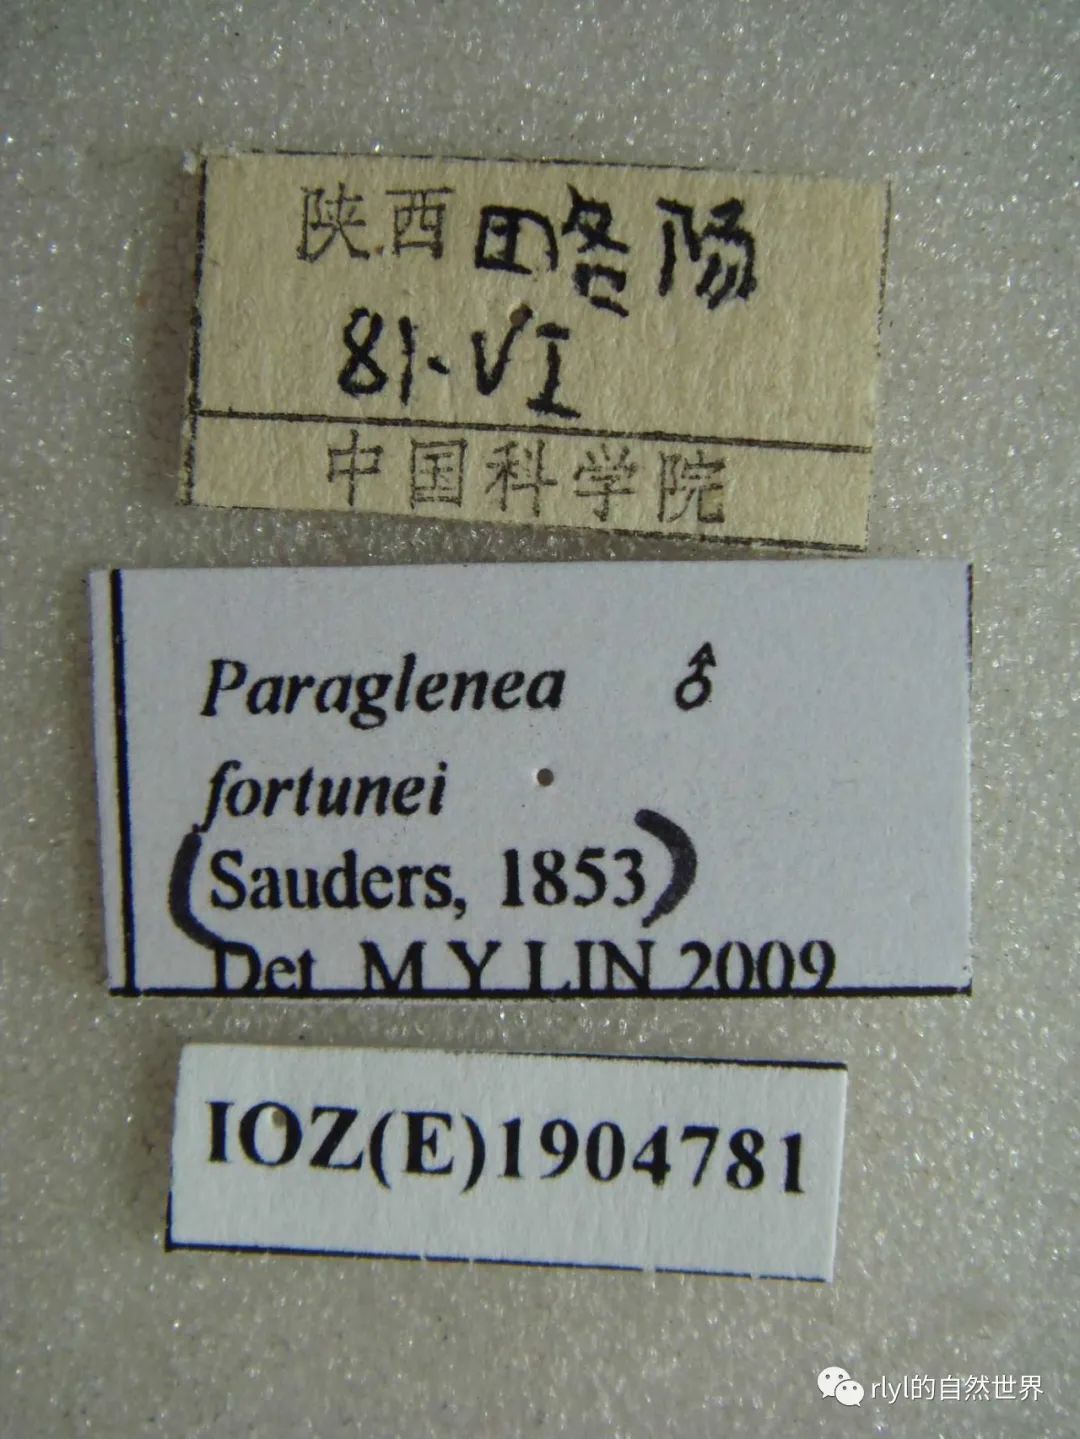 陕西略阳
81.VI
中国科学院
Paraglenea ♂
fortunei
(Sauders, 1853)
Det M Y LIN 2009
IOZ(E)1904781
rlyl的自然世界